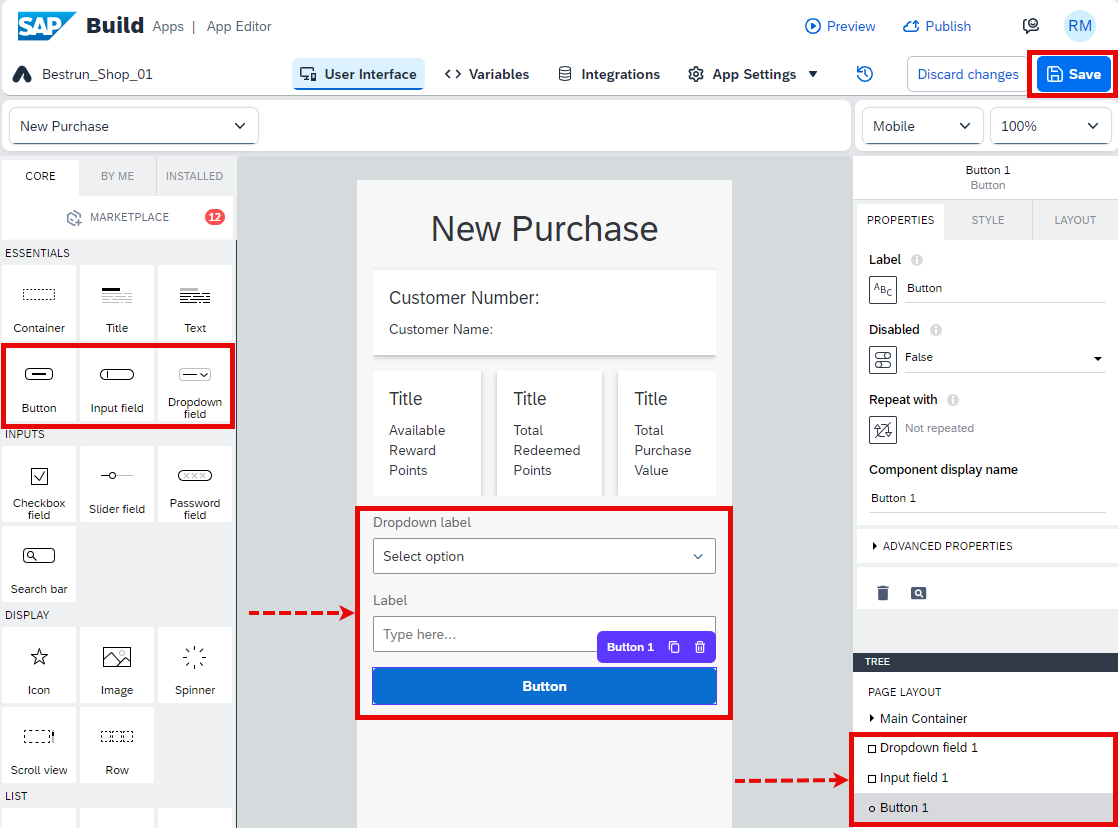 SAP Build Apps | App Editor Preview Publish RM
Bestrun_Shop_01 User Interface Variables Integrations App Settings Discard changes Save
New Purchase Mobile 100%
CORE BY ME INSTALLED
MARKETPLACE 12
ESSENTIALS
Container Title Text
Button Input field Dropdown
field
INPUTS
Checkbox
field Slider field Password
field
Search bar
DISPLAY
Icon Image Spinner
Scroll view Row
LIST
New Purchase
Customer Number:
Customer Name:
Title Title Title
Available Total Total
Reward Redeemed Purchase
Points Points Value
Dropdown label
Select option
Label
Type here...
Button 1
Button
Button 1
Button
PROPERTIES STYLE LAYOUT
Label
ABC Button
Disabled
False
Repeat with
Not repeated
Component display name
Button 1
ADVANCED PROPERTIES
TREE
PAGE LAYOUT
Main Container
Dropdown field 1
Input field 1
Button 1